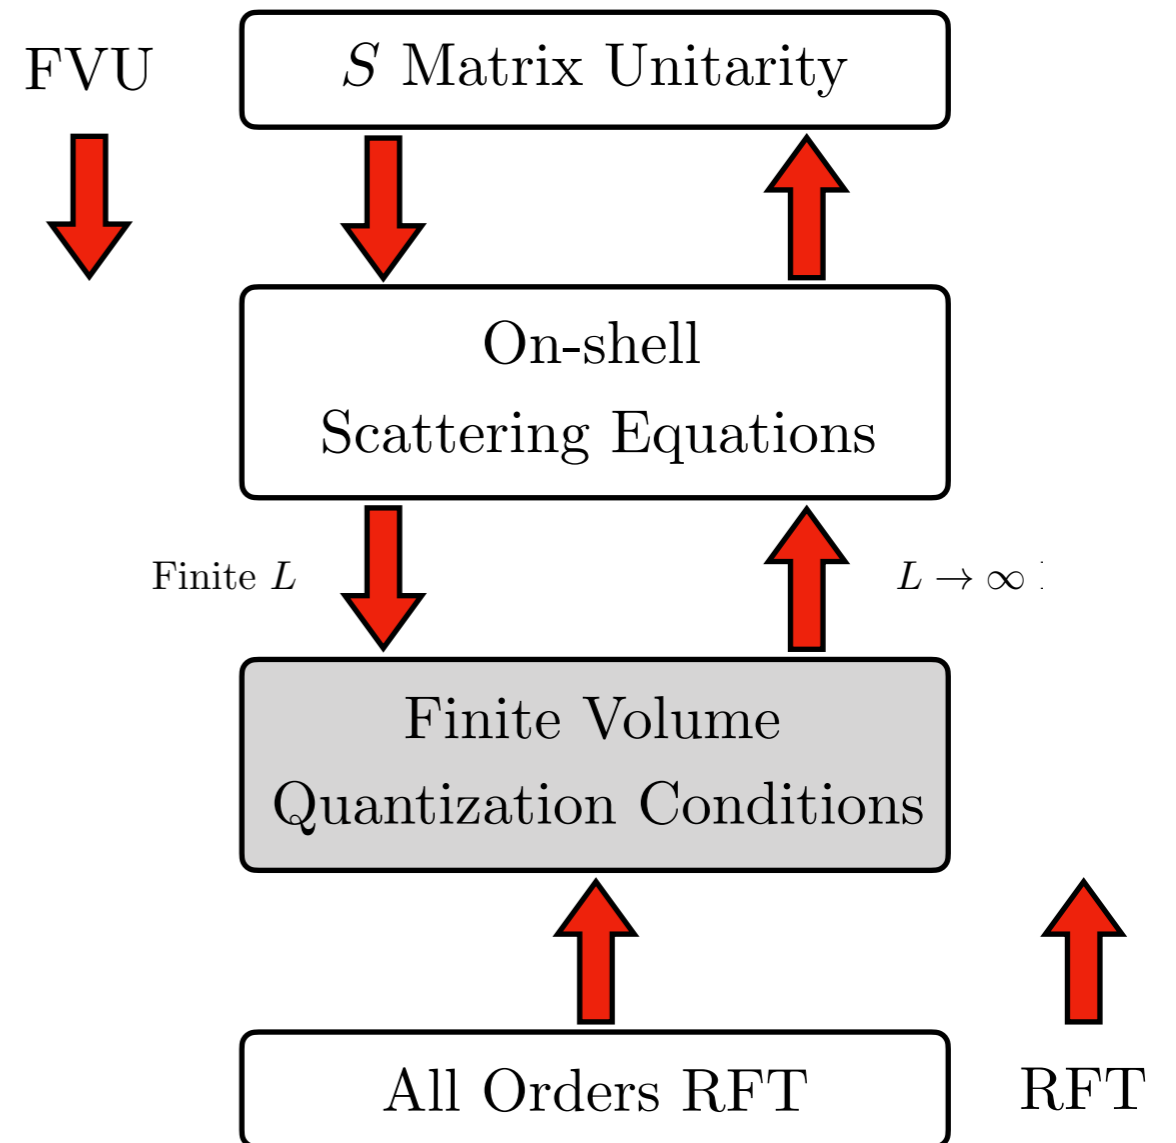 FVU
S Matrix Unitarity
On-shell
Scattering Equations
Finite L
L → ∞
Finite Volume
Quantization Conditions
All Orders RFT
RFT